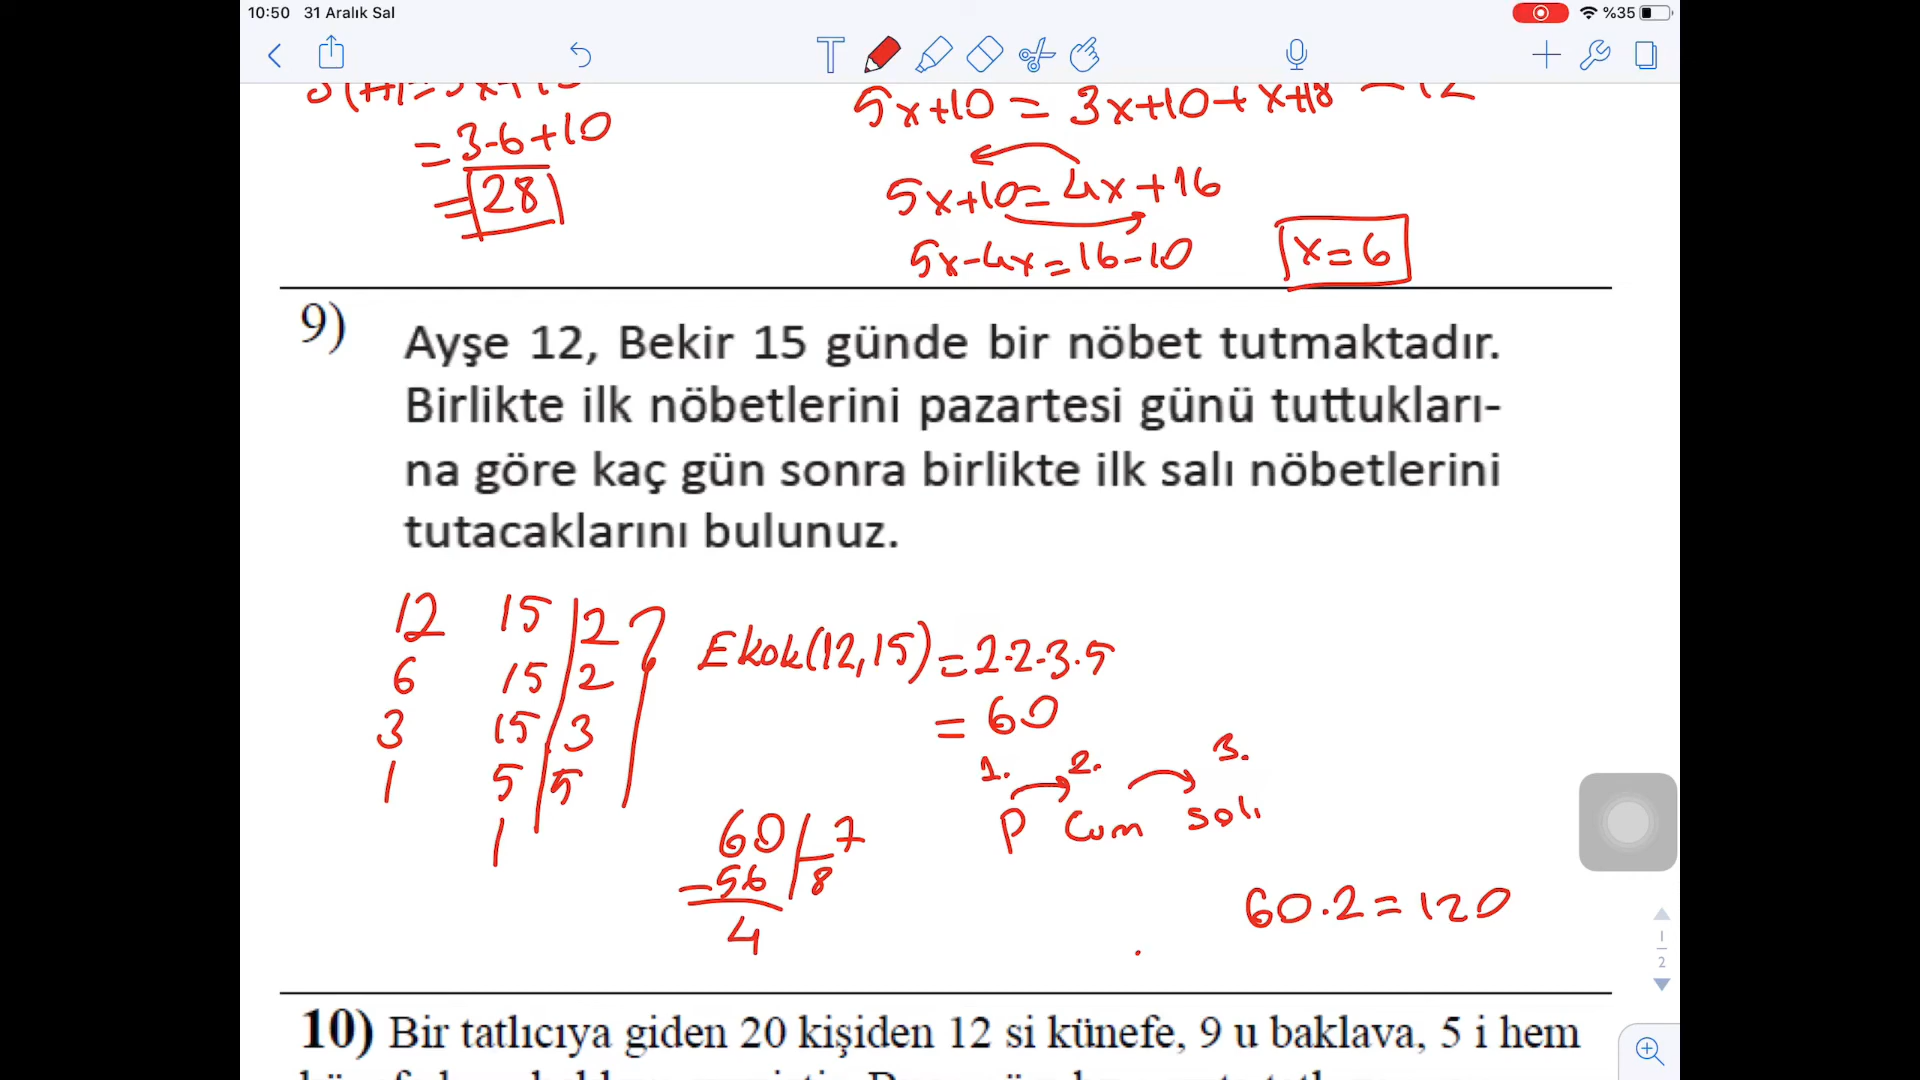 10:50 31 Aralık Sal %35
5x+10 = 3x+10+x+18 - 12
= 3·6+10
= 28
5x+10 = 4x+16
5x-4x=16-10
x=6
9)
Ayşe 12, Bekir 15 günde bir nöbet tutmaktadır.
Birlikte ilk nöbetlerini pazartesi günü tuttukları-
na göre kaç gün sonra birlikte ilk salı nöbetlerini
tutacaklarını bulunuz.
12 15 | 2
6 15 | 2
3 15 | 3
1 5 | 5
1
Ekok(12,15) = 2·2·3·5
= 60
1. 2. 3.
P Cum salı
60 | 7
-56 | 8
4
60·2=120
1
2
10) Bir tatlıcıya giden 20 kişiden 12 si künefe, 9 u baklava, 5 i hem